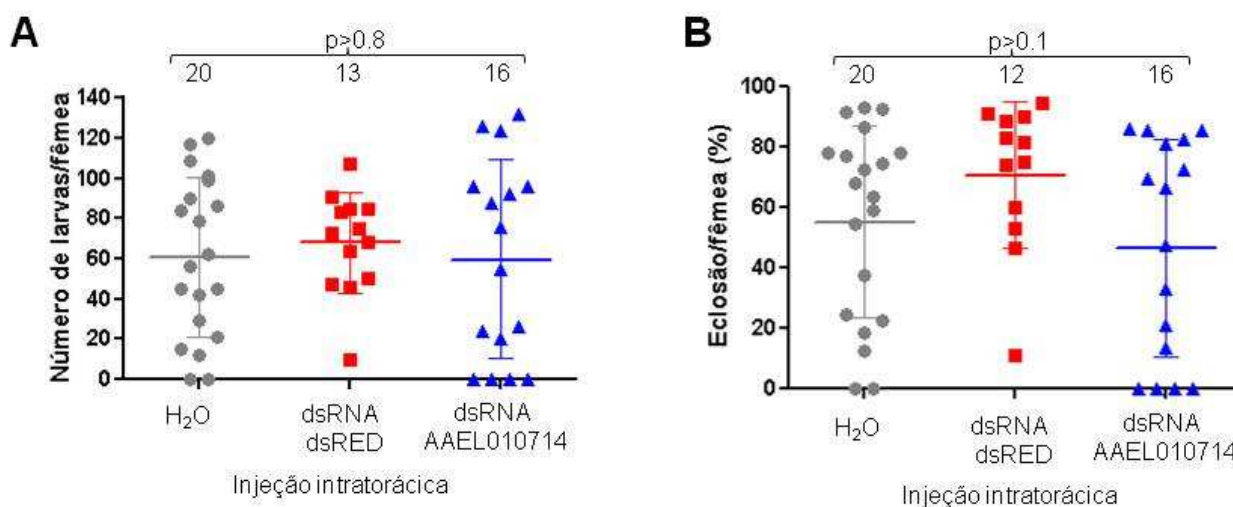 A
p>0.8
20 13 16
Número de larvas/fêmea
140
120
100
80
60
40
20
0
H₂O
dsRNA
dsRED
dsRNA
AAEL010714
Injeção intratorácica
B
p>0.1
20 12 16
Eclosão/fêmea (%)
100
80
60
40
20
0
H₂O
dsRNA
dsRED
dsRNA
AAEL010714
Injeção intratorácica